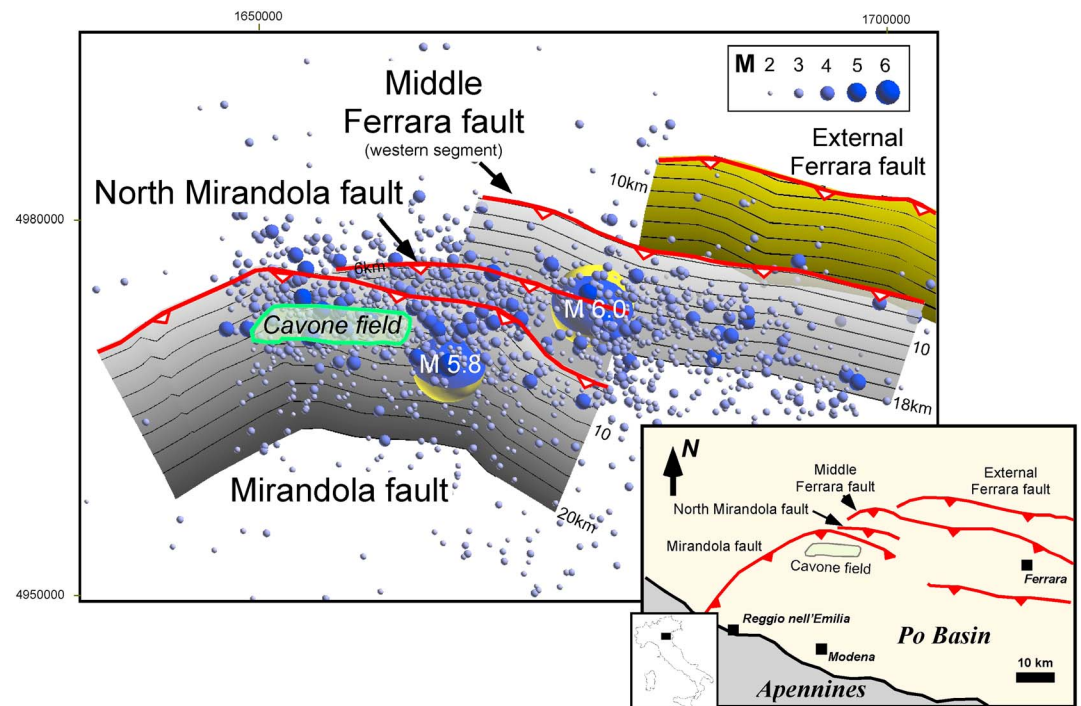 1650000
1700000
M 2 3 4 5 6
Middle
Ferrara fault
(western segment)
External
Ferrara fault
North Mirandola fault
10km
4980000
6km
M 6.0
Cavone field
M 5.8
10
18km
10
Mirandola fault
20km
4950000
N
Middle
Ferrara fault
External
Ferrara fault
North Mirandola fault
Mirandola fault
Cavone field
Ferrara
Reggio nell'Emilia
Po Basin
Modena
10 km
Apennines